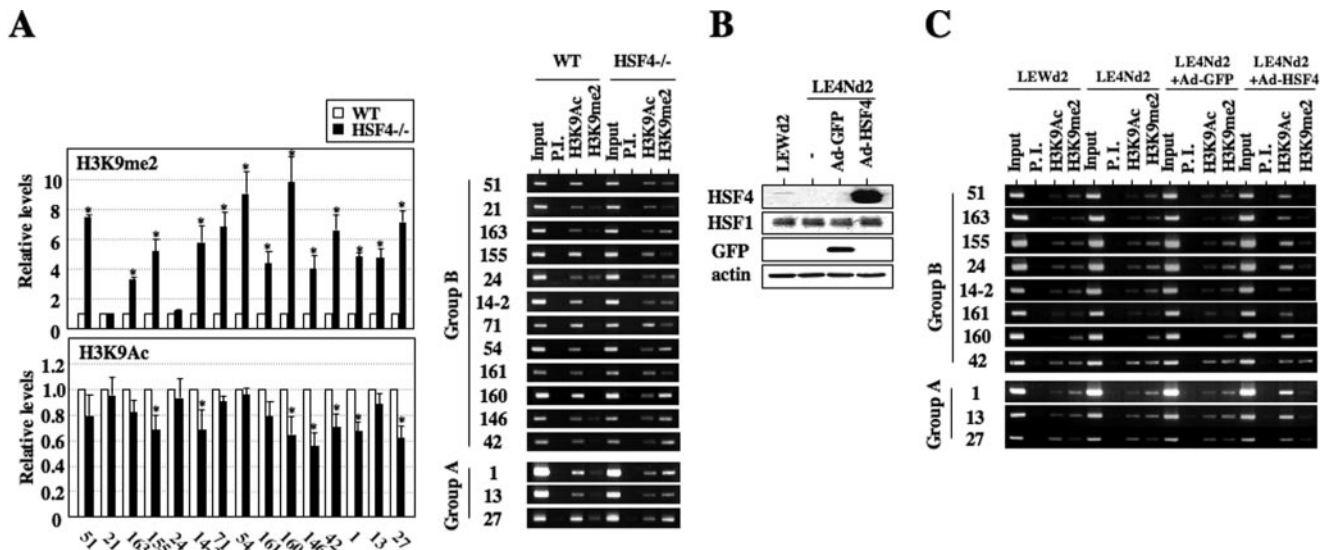 A
WT
HSF4-/-
H3K9me2
Relative levels
10
8
6
4
2
0
H3K9Ac
Relative levels
1.2
1.0
0.8
0.6
0.4
0.2
0
51 21 163 155 24 14- 71 54 161 160 146 42 1 13 27
WT HSF4-/-
Input P.I. H3K9Ac H3K9me2 Input P.I. H3K9Ac H3K9me2
Group B
51
21
163
155
24
14-2
71
54
161
160
146
42
Group A
1
13
27
B
LE4Nd2
LEWd2 - Ad-GFP Ad-HSF4
HSF4
HSF1
GFP
actin
C
LEWd2 LE4Nd2 LE4Nd2 +Ad-GFP LE4Nd2 +Ad-HSF4
Input P.I. H3K9Ac H3K9me2 Input P.I. H3K9Ac H3K9me2 Input P.I. H3K9Ac H3K9me2 Input P.I. H3K9Ac H3K9me2
Group B
51
163
155
24
14-2
161
160
42
Group A
1
13
27